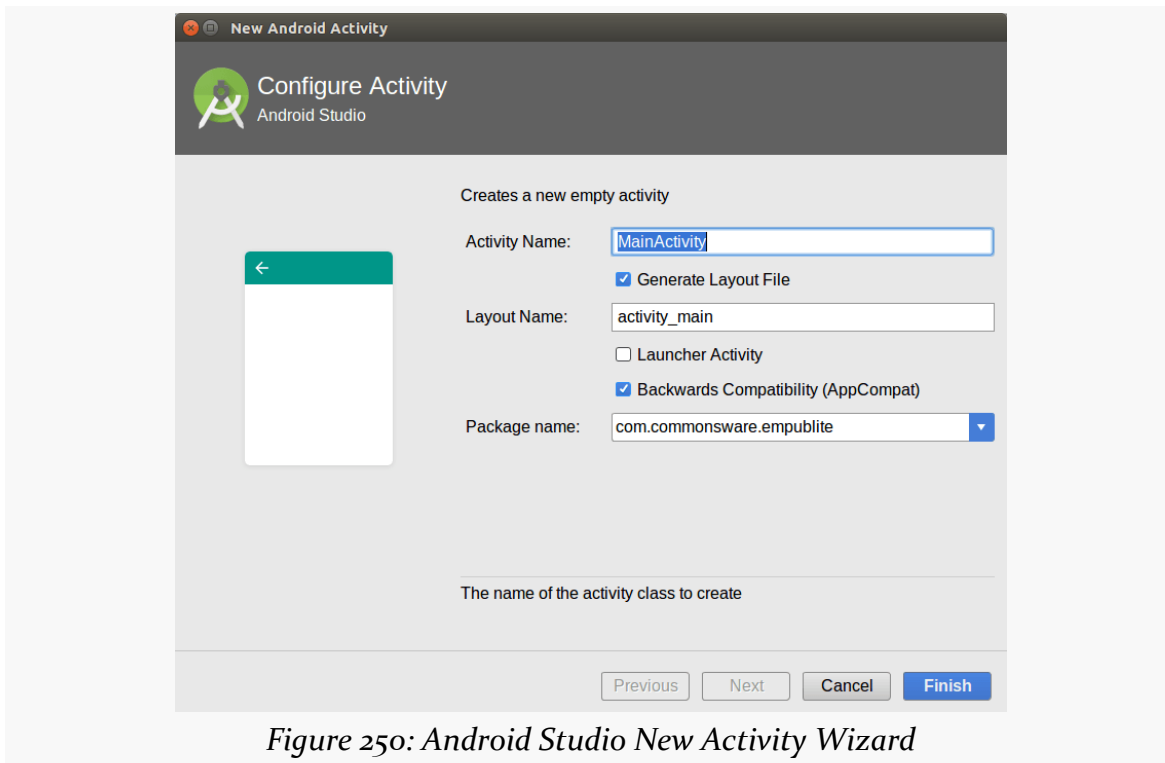 New Android Activity
Configure Activity
Android Studio
Creates a new empty activity
Activity Name: MainActivity
Generate Layout File
Layout Name: activity_main
Launcher Activity
Backwards Compatibility (AppCompat)
Package name: com.commonsware.empublite
The name of the activity class to create
Previous Next Cancel Finish
Figure 250: Android Studio New Activity Wizard